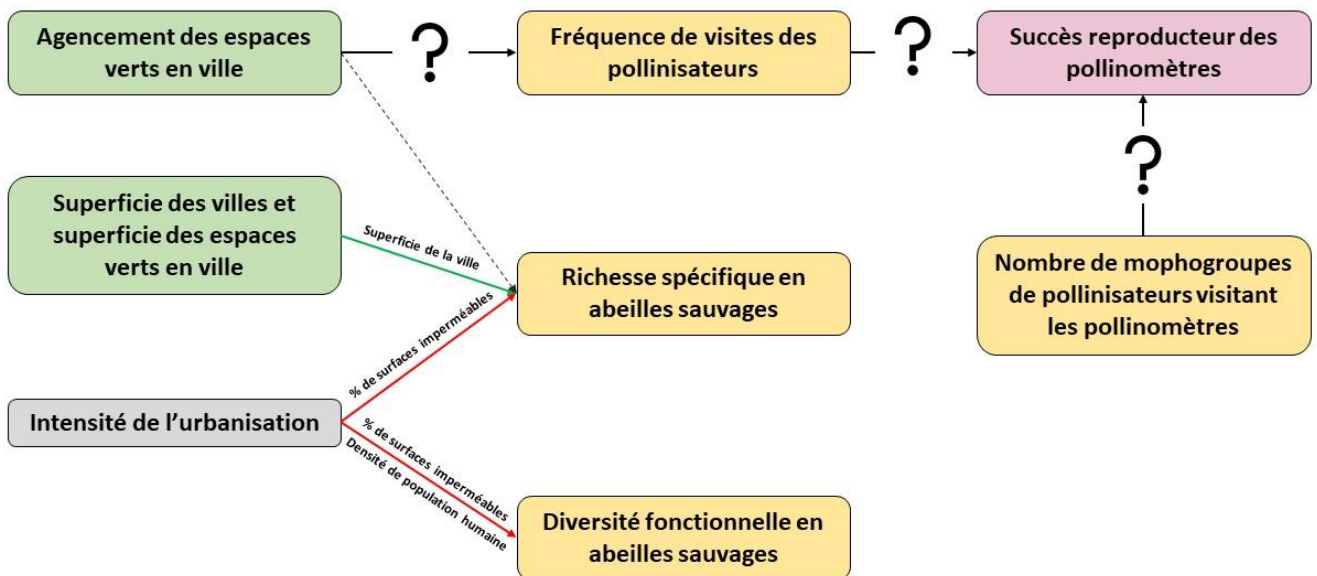 Agencement des espaces
verts en ville
?
Fréquence de visites des
pollinisateurs
?
Succès reproducteur des
pollinomètres
?
Superficie des villes et
superficie des espaces
verts en ville
Superficie de la ville
Richesse spécifique en
abeilles sauvages
Nombre de mophogroupes
de pollinisateurs visitant
les pollinomètres
% de surfaces imperméables
Intensité de l’urbanisation
% de surfaces imperméables
Densité de population humaine
Diversité fonctionnelle en
abeilles sauvages